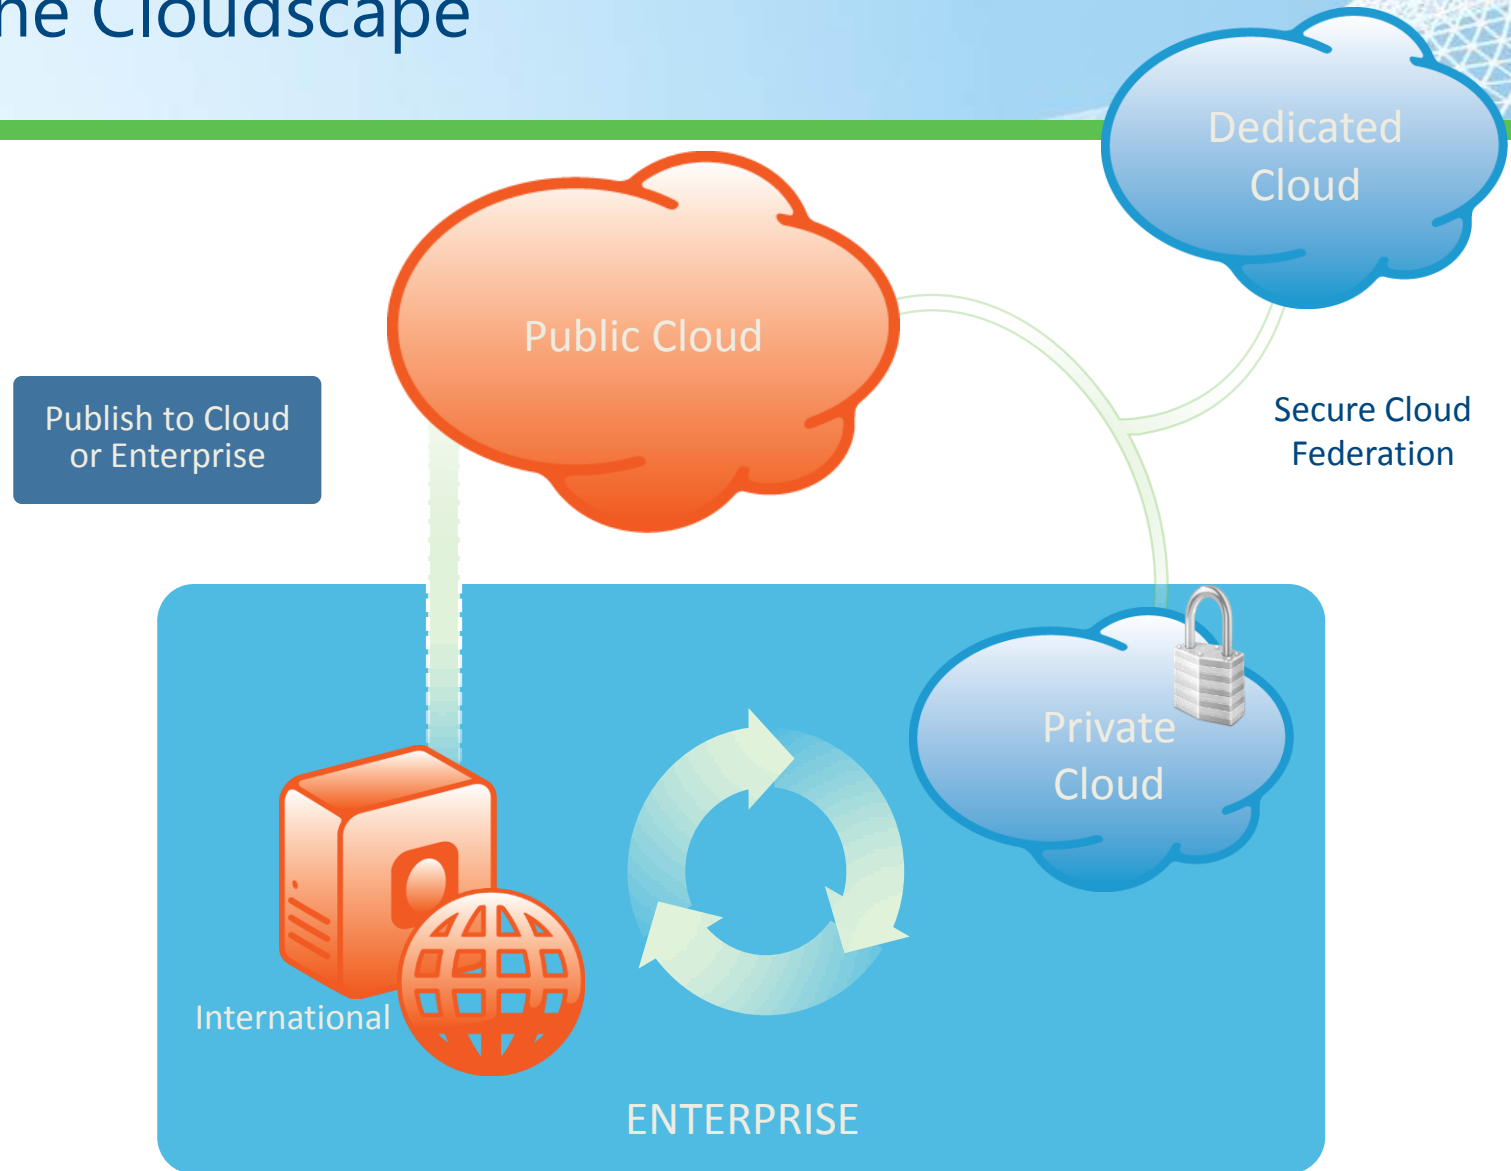 ne Cloudscape
Dedicated
Cloud
Public Cloud
Publish to Cloud
or Enterprise
Secure Cloud
Federation
Private
Cloud
International
ENTERPRISE